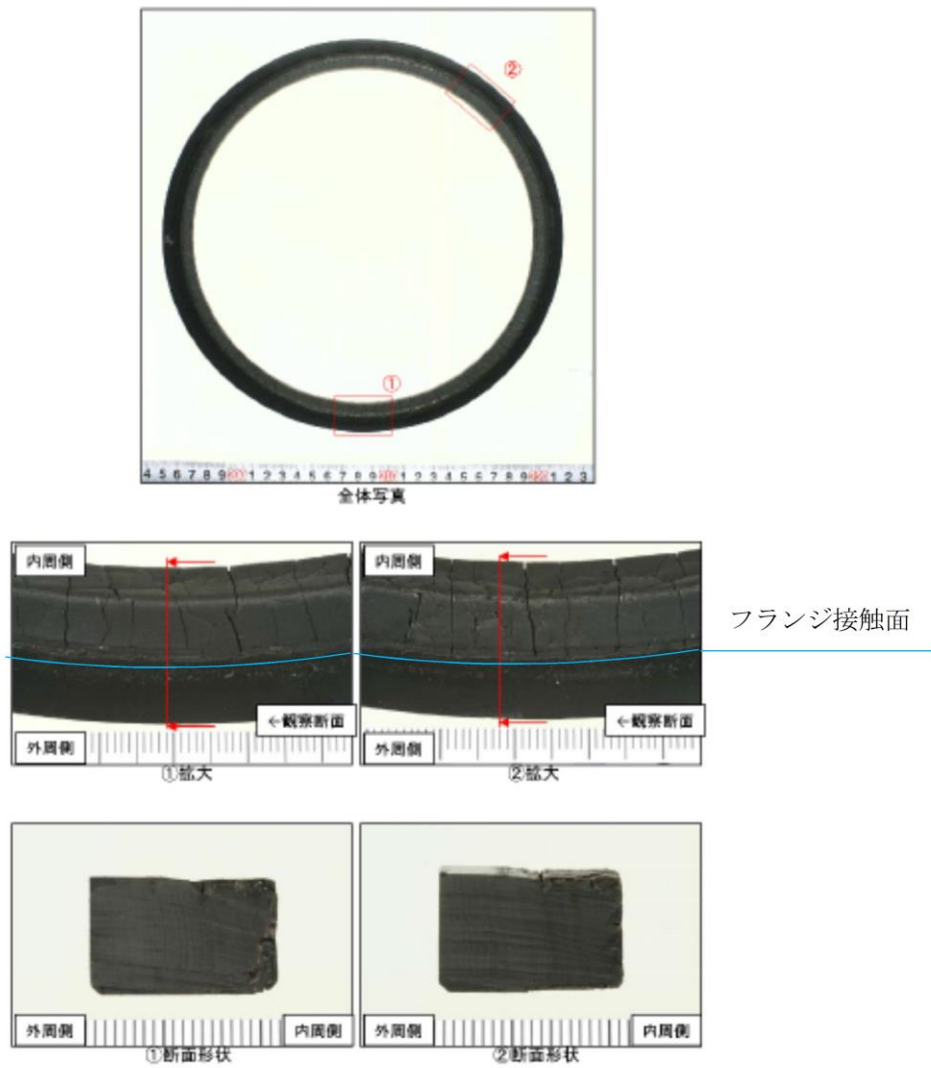 ②
①
4 5 6 7 8 9 1 2 3 4 5 6 7 8 9 1 2 3 4 5 6 7 8 9 1 2 3
全体写真
内周側
内周側
フランジ接触面
←観察断面
←観察断面
外周側
外周側
①拡大
②拡大
外周側
内周側
外周側
内周側
①断面形状
②断面形状